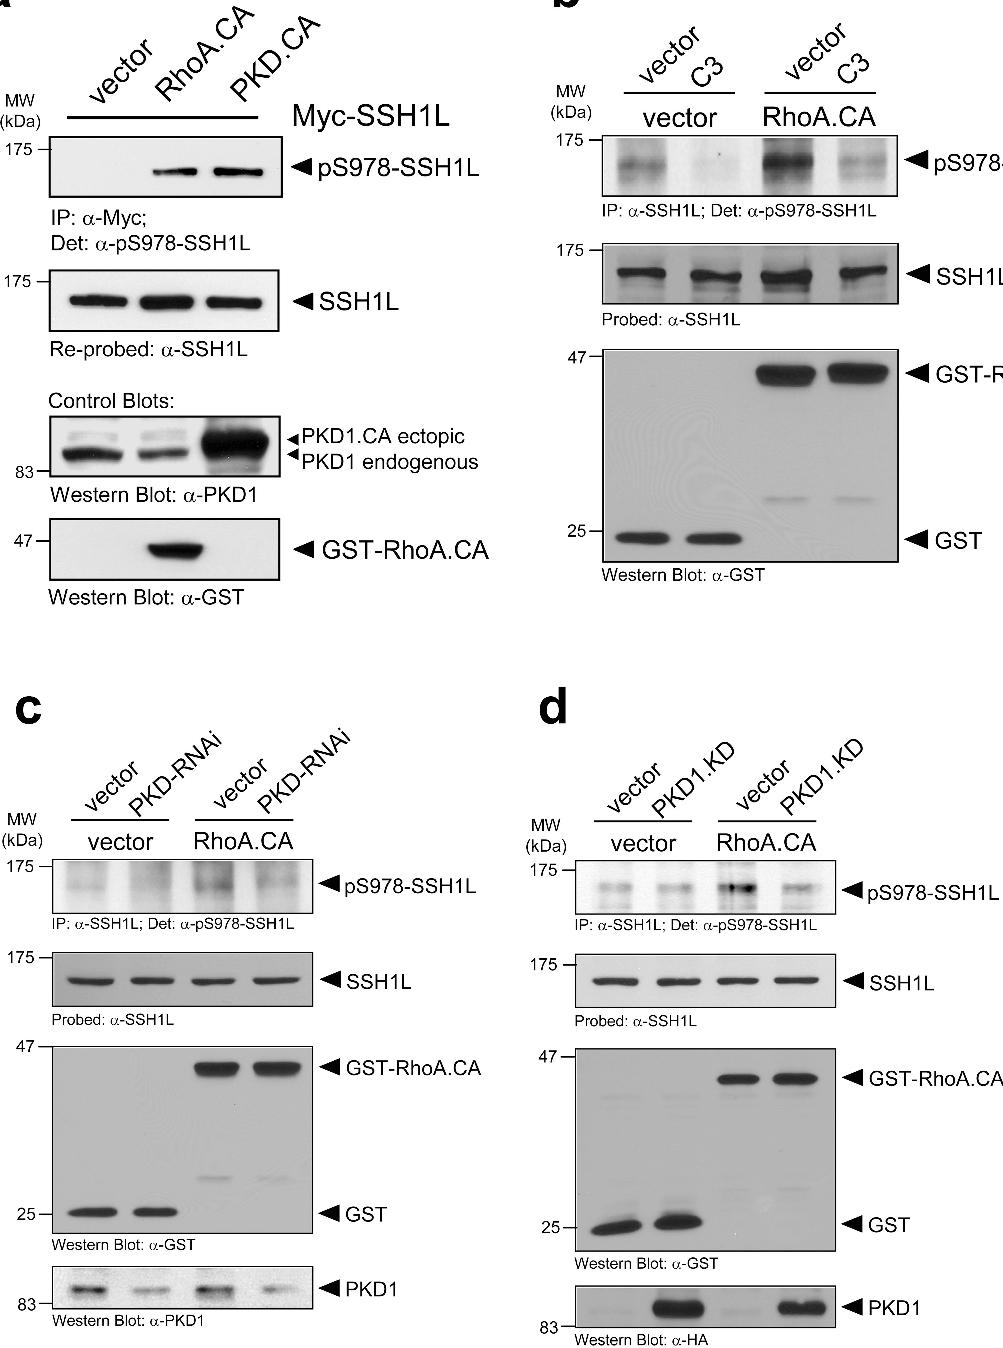 a
vector
RhoA.CA
PKD.CA
MW
(kDa)
Myc-SSH1L
175
pS978-SSH1L
IP: α-Myc;
Det: α-pS978-SSH1L
175
SSH1L
Re-probed: α-SSH1L
Control Blots:
PKD1.CA ectopic
PKD1 endogenous
83
Western Blot: α-PKD1
47
GST-RhoA.CA
Western Blot: α-GST
b
vector
C3
vector
C3
MW
(kDa)
vector
RhoA.CA
175
pS978-
IP: α-SSH1L; Det: α-pS978-SSH1L
175
SSH1L
Probed: α-SSH1L
47
GST-R
25
GST
Western Blot: α-GST
c
vector
PKD-RNAi
vector
PKD-RNAi
MW
(kDa)
vector
RhoA.CA
175
pS978-SSH1L
IP: α-SSH1L; Det: α-pS978-SSH1L
175
SSH1L
Probed: α-SSH1L
47
GST-RhoA.CA
25
GST
Western Blot: α-GST
PKD1
83
Western Blot: α-PKD1
d
vector
PKD1.KD
vector
PKD1.KD
MW
(kDa)
vector
RhoA.CA
175
pS978-SSH1L
IP: α-SSH1L; Det: α-pS978-SSH1L
175
SSH1L
Probed: α-SSH1L
47
GST-RhoA.CA
25
GST
Western Blot: α-GST
PKD1
83
Western Blot: α-HA